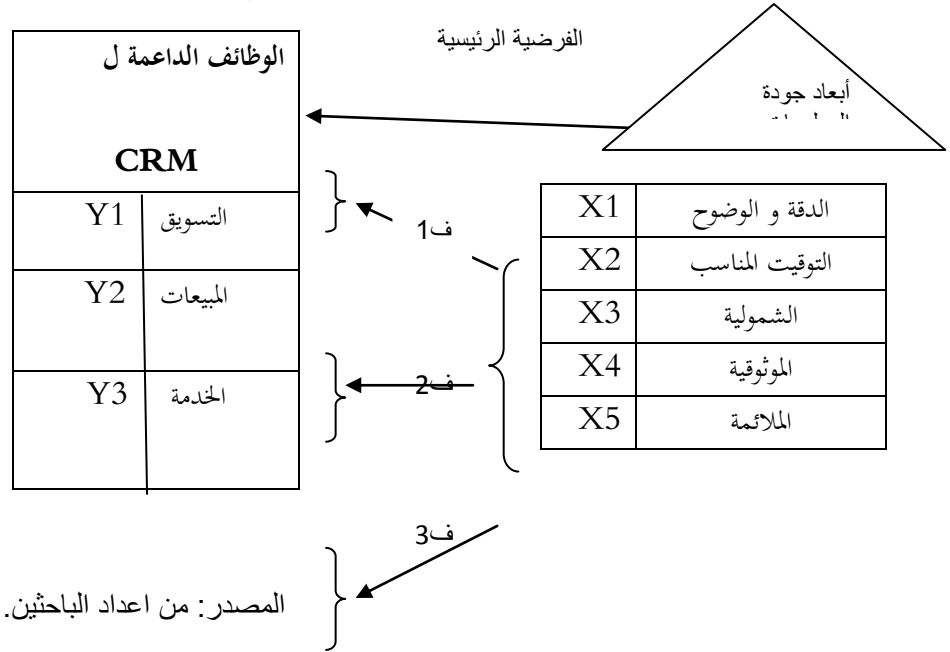 الفرضية الرئيسية
أبعاد جودة
الوظائف الداعمة ل
CRM
X1 الدقة و الوضوح
X2 التوقيت المناسب
X3 الشمولية
X4 الموثوقية
X5 الملائمة
ف1
ف2
ف3
Y1 التسويق
Y2 المبيعات
Y3 الخدمة
المصدر: من اعداد الباحثين.